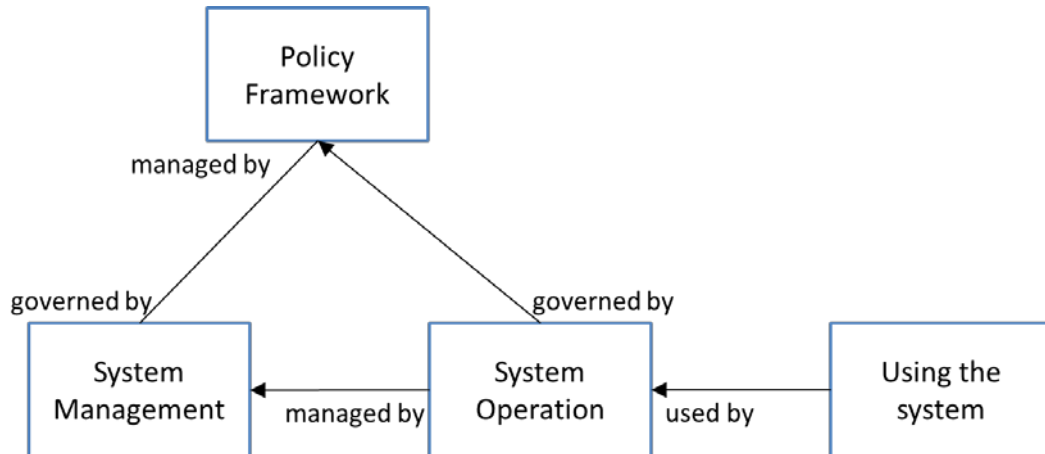 Policy
Framework
managed by
governed by
governed by
System
Management
managed by
System
Operation
used by
Using the
system